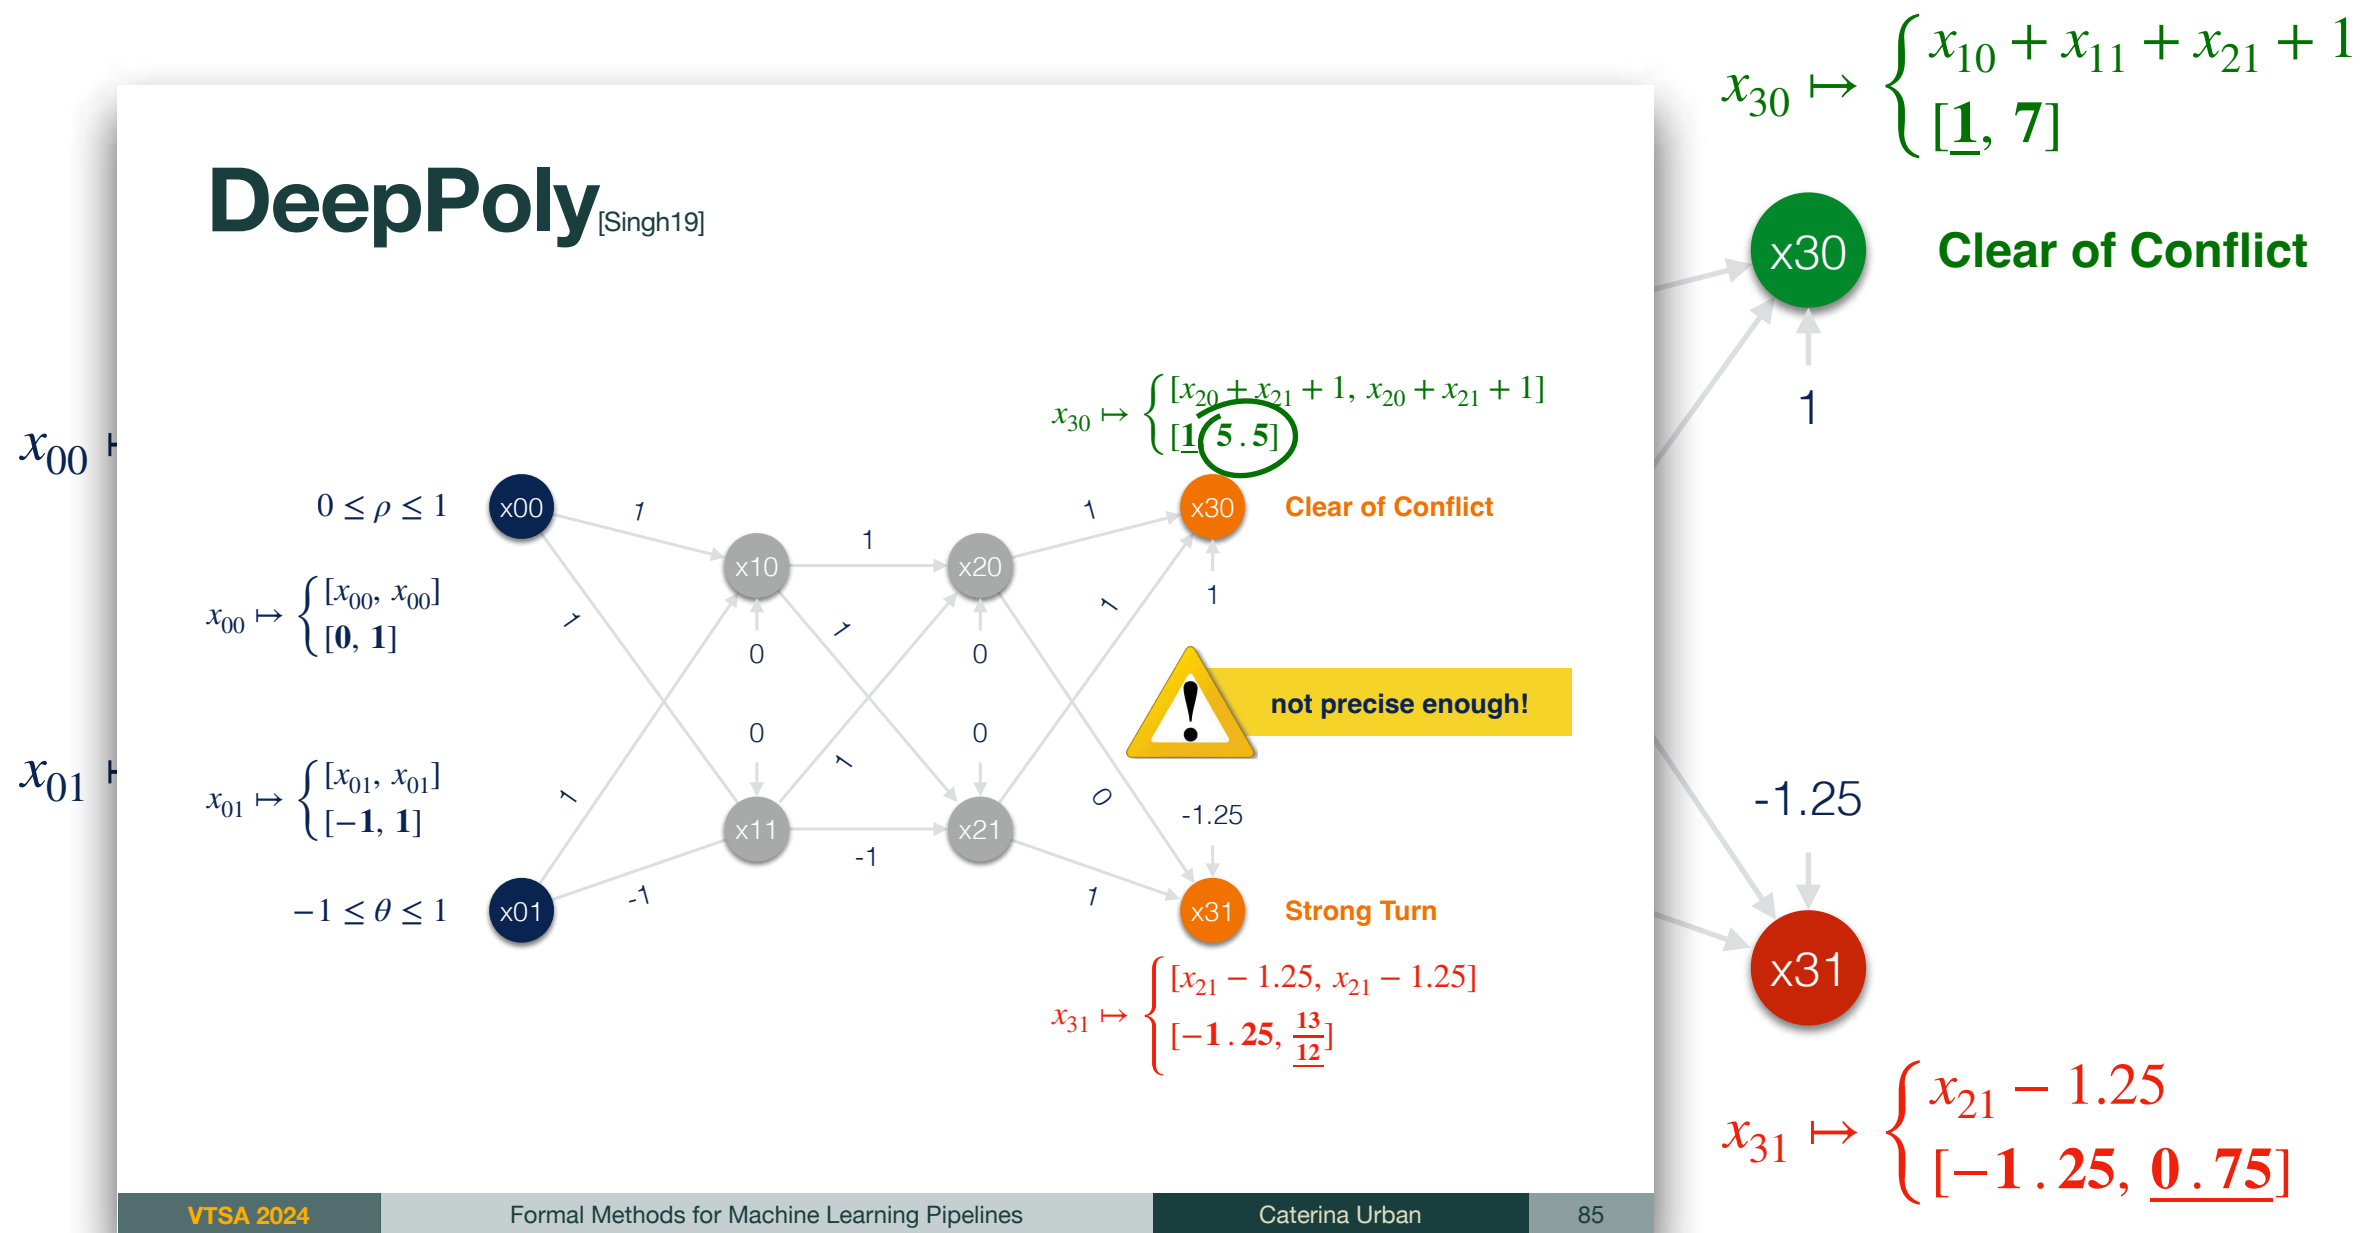 x30 ↦ { x10 + x11 + x21 + 1
[1, 7]
x30
Clear of Conflict
1
-1.25
x31
x31 ↦ { x21 − 1.25
[−1.25, 0.75]
x00 ↦
x01 ↦
DeepPoly[Singh19]
x30 ↦ { [x20 + x21 + 1, x20 + x21 + 1]
[1, 5.5]
0 ≤ ρ ≤ 1
x00
1
1
1
x30
Clear of Conflict
x10
x20
1
x00 ↦ { [x00, x00]
[0, 1]
1
1
1
0
0
not precise enough!
0
0
x01 ↦ { [x01, x01]
[−1, 1]
1
1
0
-1.25
x11
x21
-1
−1 ≤ θ ≤ 1
x01
-1
1
x31
Strong Turn
x31 ↦ { [x21 − 1.25, x21 − 1.25]
[−1.25, 13/12]
VTSA 2024
Formal Methods for Machine Learning Pipelines
Caterina Urban
85